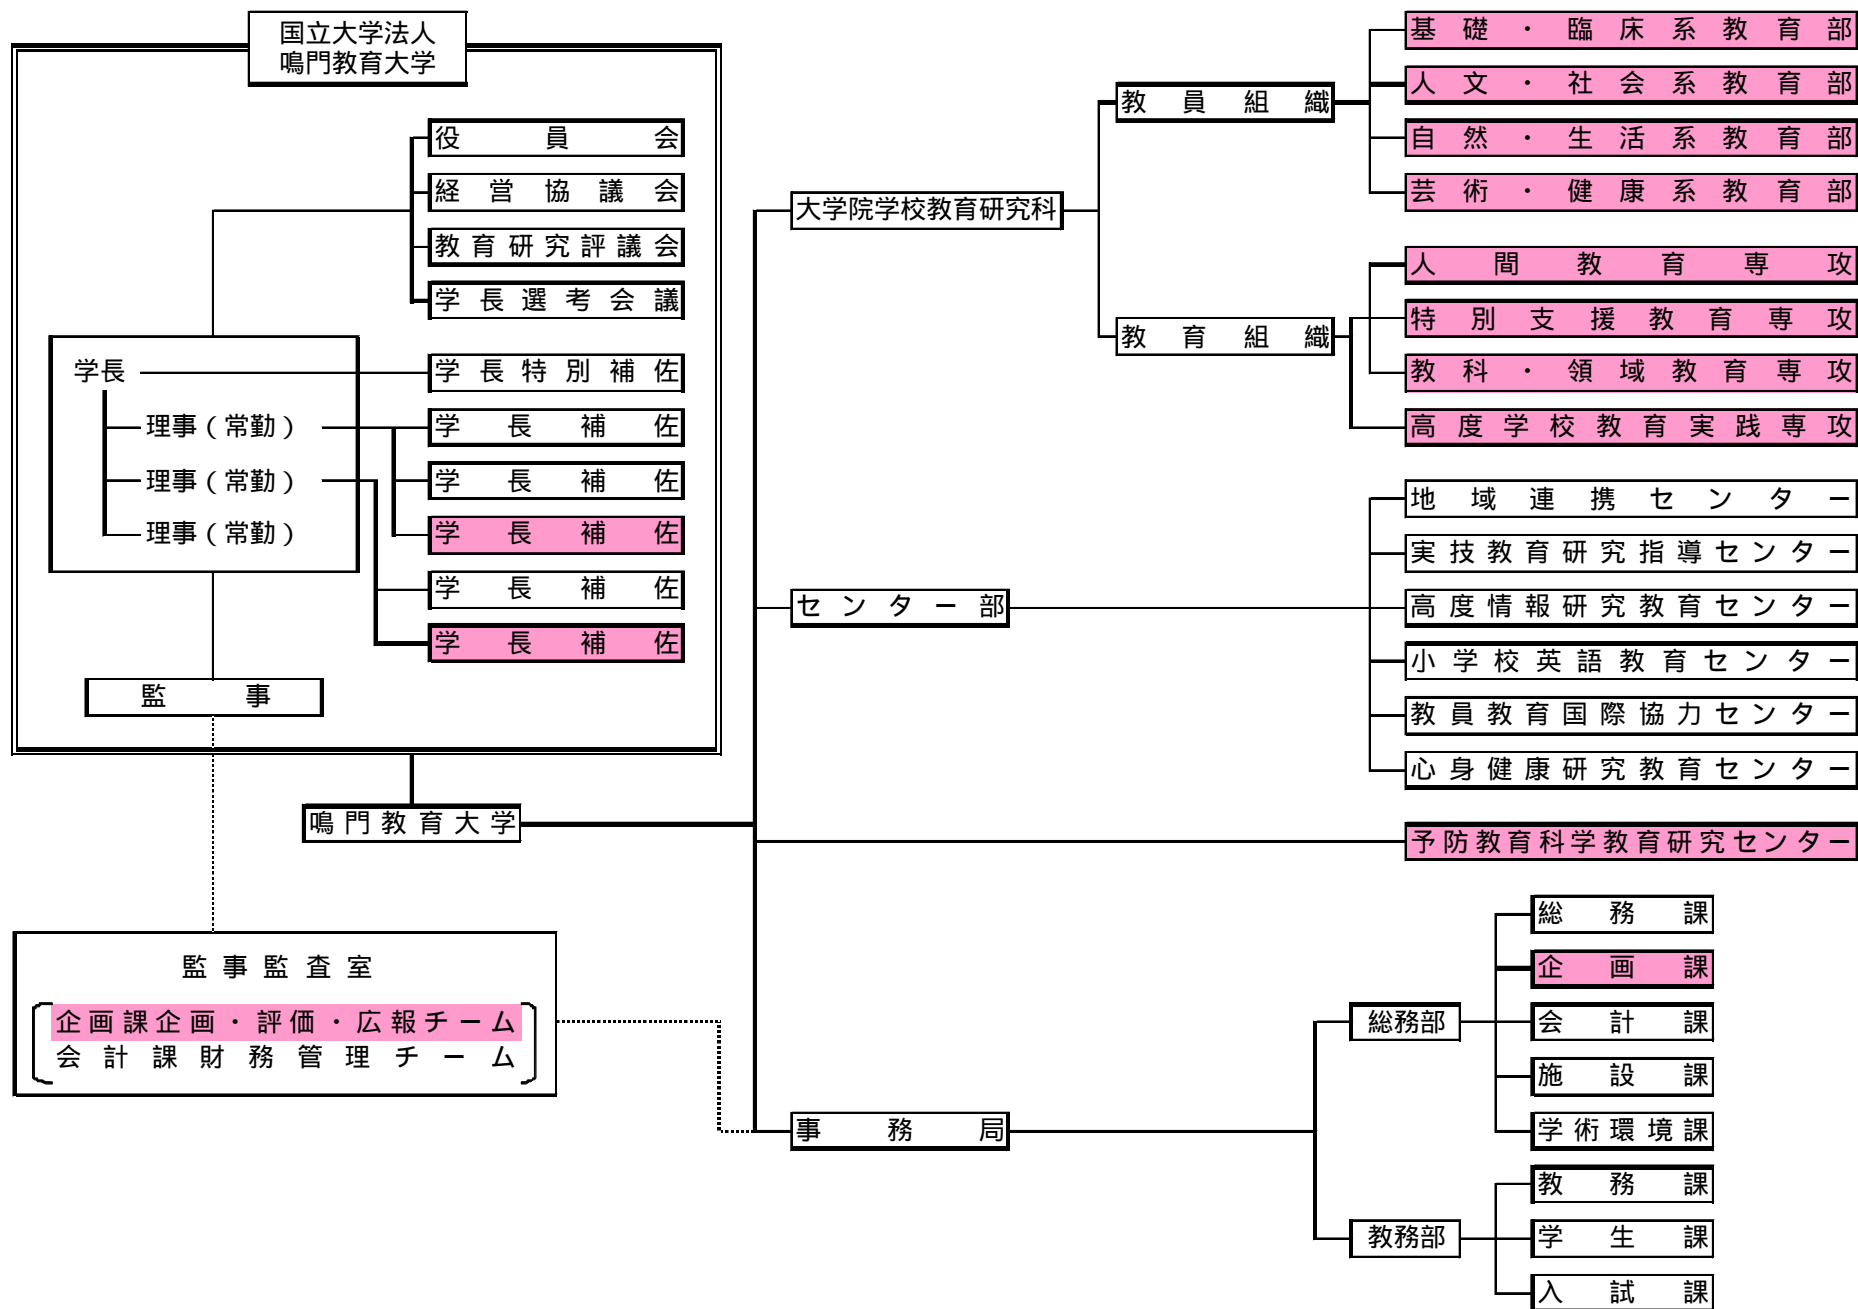 国立大学法人
鳴門教育大学
役員会
経営協議会
教育研究評議会
学長選考会議
学長
学長特別補佐
理事(常勤)
学長補佐
理事(常勤)
学長補佐
理事(常勤)
学長補佐
学長補佐
学長補佐
監事
鳴門教育大学
監事監査室
企画課企画・評価・広報チーム
会計課財務管理チーム
大学院学校教育研究科
教員組織
基礎・臨床系教育部
人文・社会系教育部
自然・生活系教育部
芸術・健康系教育部
教育組織
人間教育専攻
特別支援教育専攻
教科・領域教育専攻
高度学校教育実践専攻
センター部
地域連携センター
実技教育研究指導センター
高度情報研究教育センター
小学校英語教育センター
教員教育国際協力センター
心身健康研究教育センター
予防教育科学教育研究センター
事務局
総務部
総務課
企画課
会計課
施設課
学術環境課
教務部
教務課
学生課
入試課